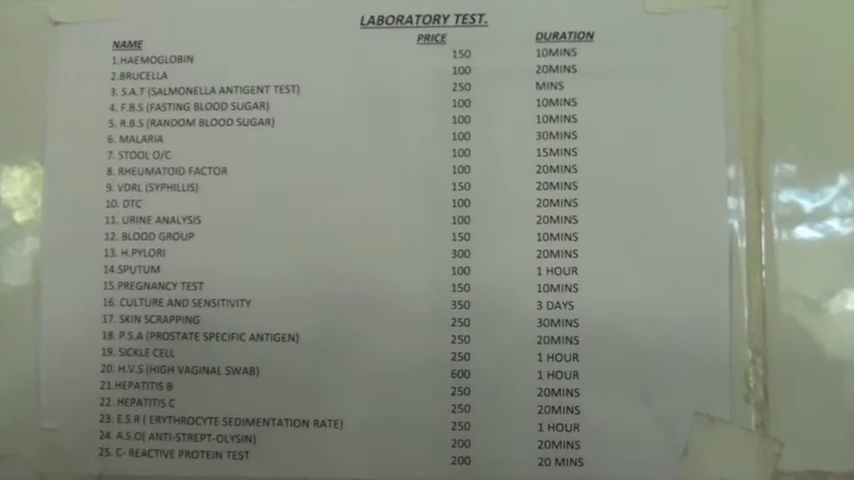 LABORATORY TEST.
NAME PRICE DURATION
1.HAEMOGLOBIN 150 10MINS
2.BRUCELLA 100 20MINS
3. S.A.T (SALMONELLA ANTIGENT TEST) 250 MINS
4. F.B.S (FASTING BLOOD SUGAR) 100 10MINS
5. R.B.S (RANDOM BLOOD SUGAR) 100 10MINS
6. MALARIA 100 30MINS
7. STOOL O/C 100 15MINS
8. RHEUMATOID FACTOR 100 20MINS
9. VDRL (SYPHILLIS) 150 20MINS
10. DTC 100 20MINS
11. URINE ANALYSIS 100 20MINS
12. BLOOD GROUP 150 10MINS
13. H.PYLORI 300 20MINS
14.SPUTUM 100 1 HOUR
15.PREGNANCY TEST 150 10MINS
16. CULTURE AND SENSITIVITY 350 3 DAYS
17. SKIN SCRAPPING 250 30MINS
18. P.S.A (PROSTATE SPECIFIC ANTIGEN) 250 20MINS
19. SICKLE CELL 250 1 HOUR
20. H.V.S (HIGH VAGINAL SWAB) 600 1 HOUR
21.HEPATITIS B 250 20MINS
22. HEPATITIS C 250 20MINS
23. E.S.R ( ERYTHROCYTE SEDIMENTATION RATE) 250 1 HOUR
24. A.S.O( ANTI-STREPT-OLYSIN) 200 20MINS
25. C- REACTIVE PROTEIN TEST 200 20 MINS